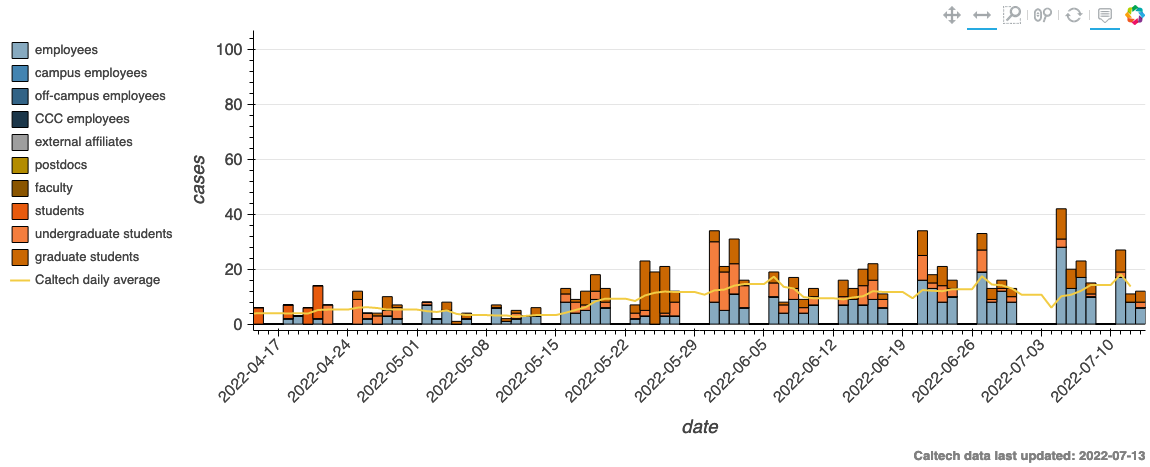 employees
campus employees
off-campus employees
CCC employees
external affiliates
postdocs
faculty
students
undergraduate students
graduate students
Caltech daily average
cases
100
80
60
40
20
0
2022-04-17
2022-04-24
2022-05-01
2022-05-08
2022-05-15
2022-05-22
2022-05-29
2022-06-05
2022-06-12
2022-06-19
2022-06-26
2022-07-03
2022-07-10
date
Caltech data last updated: 2022-07-13